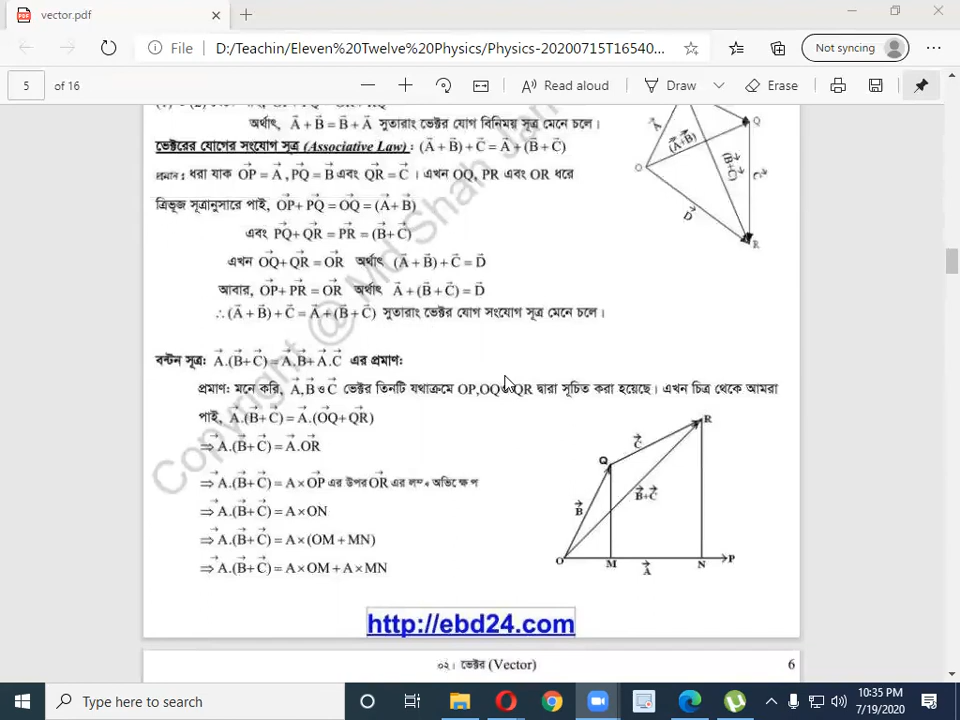 vector.pdf
File D:/Teachin/Eleven%20Twelve%20Physics/Physics-20200715T16540... Not syncing
5 of 16 Read aloud Draw Erase
অর্থাৎ, A⃗ + B⃗ = B⃗ + A⃗ সুতারাং ভেক্টর যোগ বিনিময় সূত্র মেনে চলে।
ভেক্টরের যোগের সংযোগ সূত্র (Associative Law) : (A⃗ + B⃗) + C⃗ = A⃗ + (B⃗ + C⃗)
প্রমাণ : ধরা যাক OP⃗ = A⃗ , PQ⃗ = B⃗ এবং QR⃗ = C⃗ । এখন OQ, PR এবং OR ধরে
ত্রিভূজ সূত্রানুসারে পাই, OP⃗ + PQ⃗ = OQ⃗ = (A⃗ + B⃗)
এবং PQ⃗ + QR⃗ = PR⃗ = (B⃗ + C⃗)
এখন OQ⃗ + QR⃗ = OR⃗ অর্থাৎ (A⃗ + B⃗) + C⃗ = D⃗
আবার, OP⃗ + PR⃗ = OR⃗ অর্থাৎ A⃗ + (B⃗ + C⃗) = D⃗
∴ (A⃗ + B⃗) + C⃗ = A⃗ + (B⃗ + C⃗) সুতারাং ভেক্টর যোগ সংযোগ সূত্র মেনে চলে।
A⃗ (A⃗+B⃗) Q
O (B⃗+C⃗) C⃗
D⃗
R
বন্টন সূত্র: A⃗.(B⃗ + C⃗) = A⃗.B⃗ + A⃗.C⃗ এর প্রমাণ:
প্রমাণ: মনে করি, A⃗, B⃗ ও C⃗ ভেক্টর তিনটি যথাক্রমে OP,OQ ও QR দ্বারা সূচিত করা হয়েছে। এখন চিত্র থেকে আমরা
পাই, A⃗.(B⃗ + C⃗) = A⃗.(OQ⃗ + QR⃗)
⇒ A⃗.(B⃗ + C⃗) = A⃗.OR⃗
⇒ A⃗.(B⃗ + C⃗) = A × OP⃗ এর উপর OR⃗ এর লম্ব অভিক্ষেপ
⇒ A⃗.(B⃗ + C⃗) = A × ON
⇒ A⃗.(B⃗ + C⃗) = A × (OM + MN)
⇒ A⃗.(B⃗ + C⃗) = A × OM + A × MN
R
C⃗
Q
B⃗+C⃗
B⃗
O M A⃗ N P
Copyright @ Md Shah Jan
http://ebd24.com
০২। ভেক্টর (Vector) 6
Type here to search
10:35 PM
7/19/2020